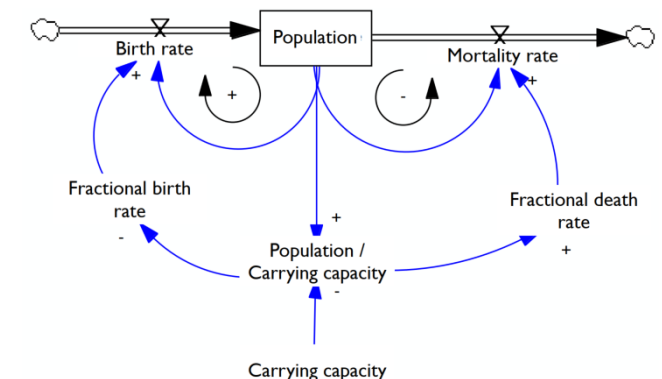 Population
Birth rate
Mortality rate
+
+
+
-
Fractional birth
rate
-
Fractional death
rate
+
+
Population /
Carrying capacity
-
Carrying capacity